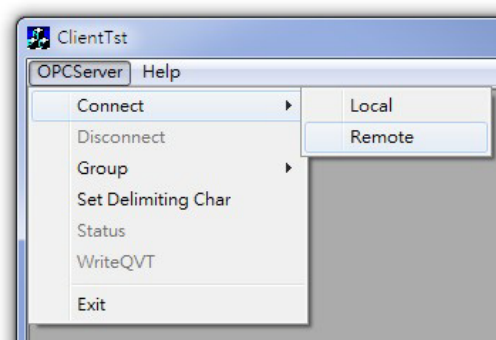 ClientTst
OPCServer Help
Connect
Local
Disconnect
Remote
Group
Set Delimiting Char
Status
WriteQVT
Exit